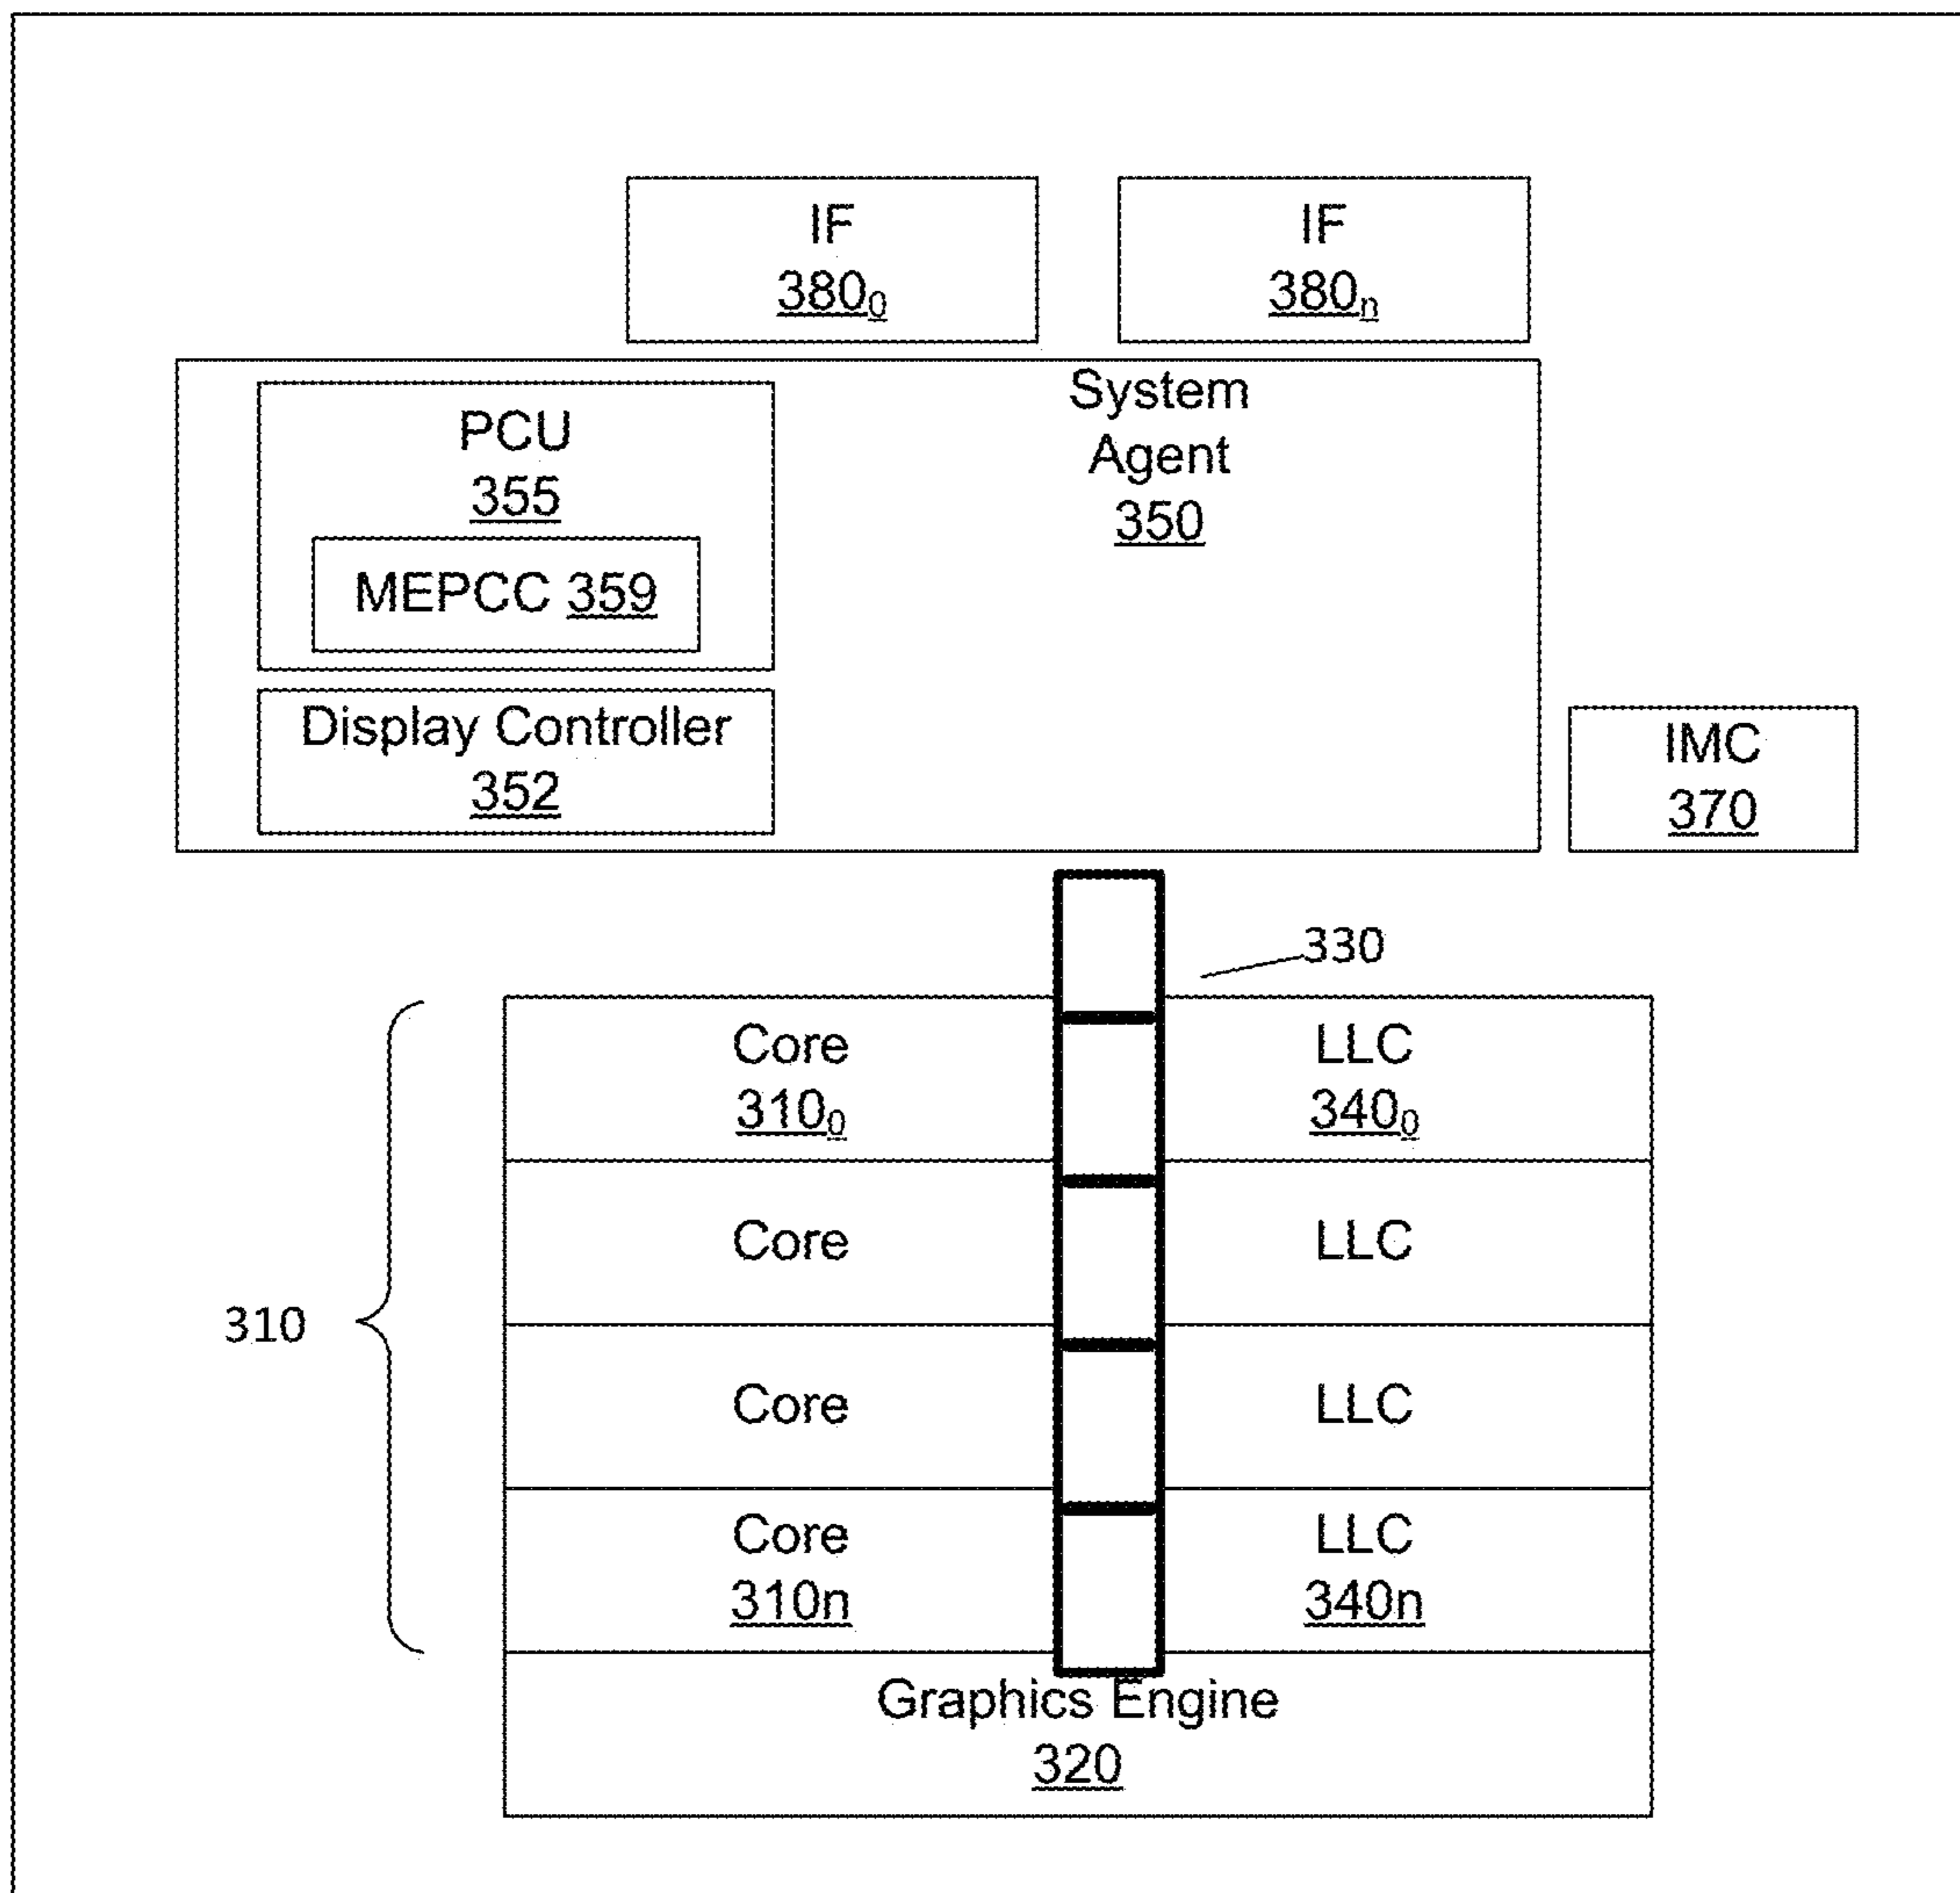 IF
380₀
IF
380ₙ
System
Agent
350
PCU
355
MEPCC 359
Display Controller
352
IMC
370
330
Core
310₀
LLC
340₀
Core
LLC
310
Core
LLC
Core
310n
LLC
340n
Graphics Engine
320